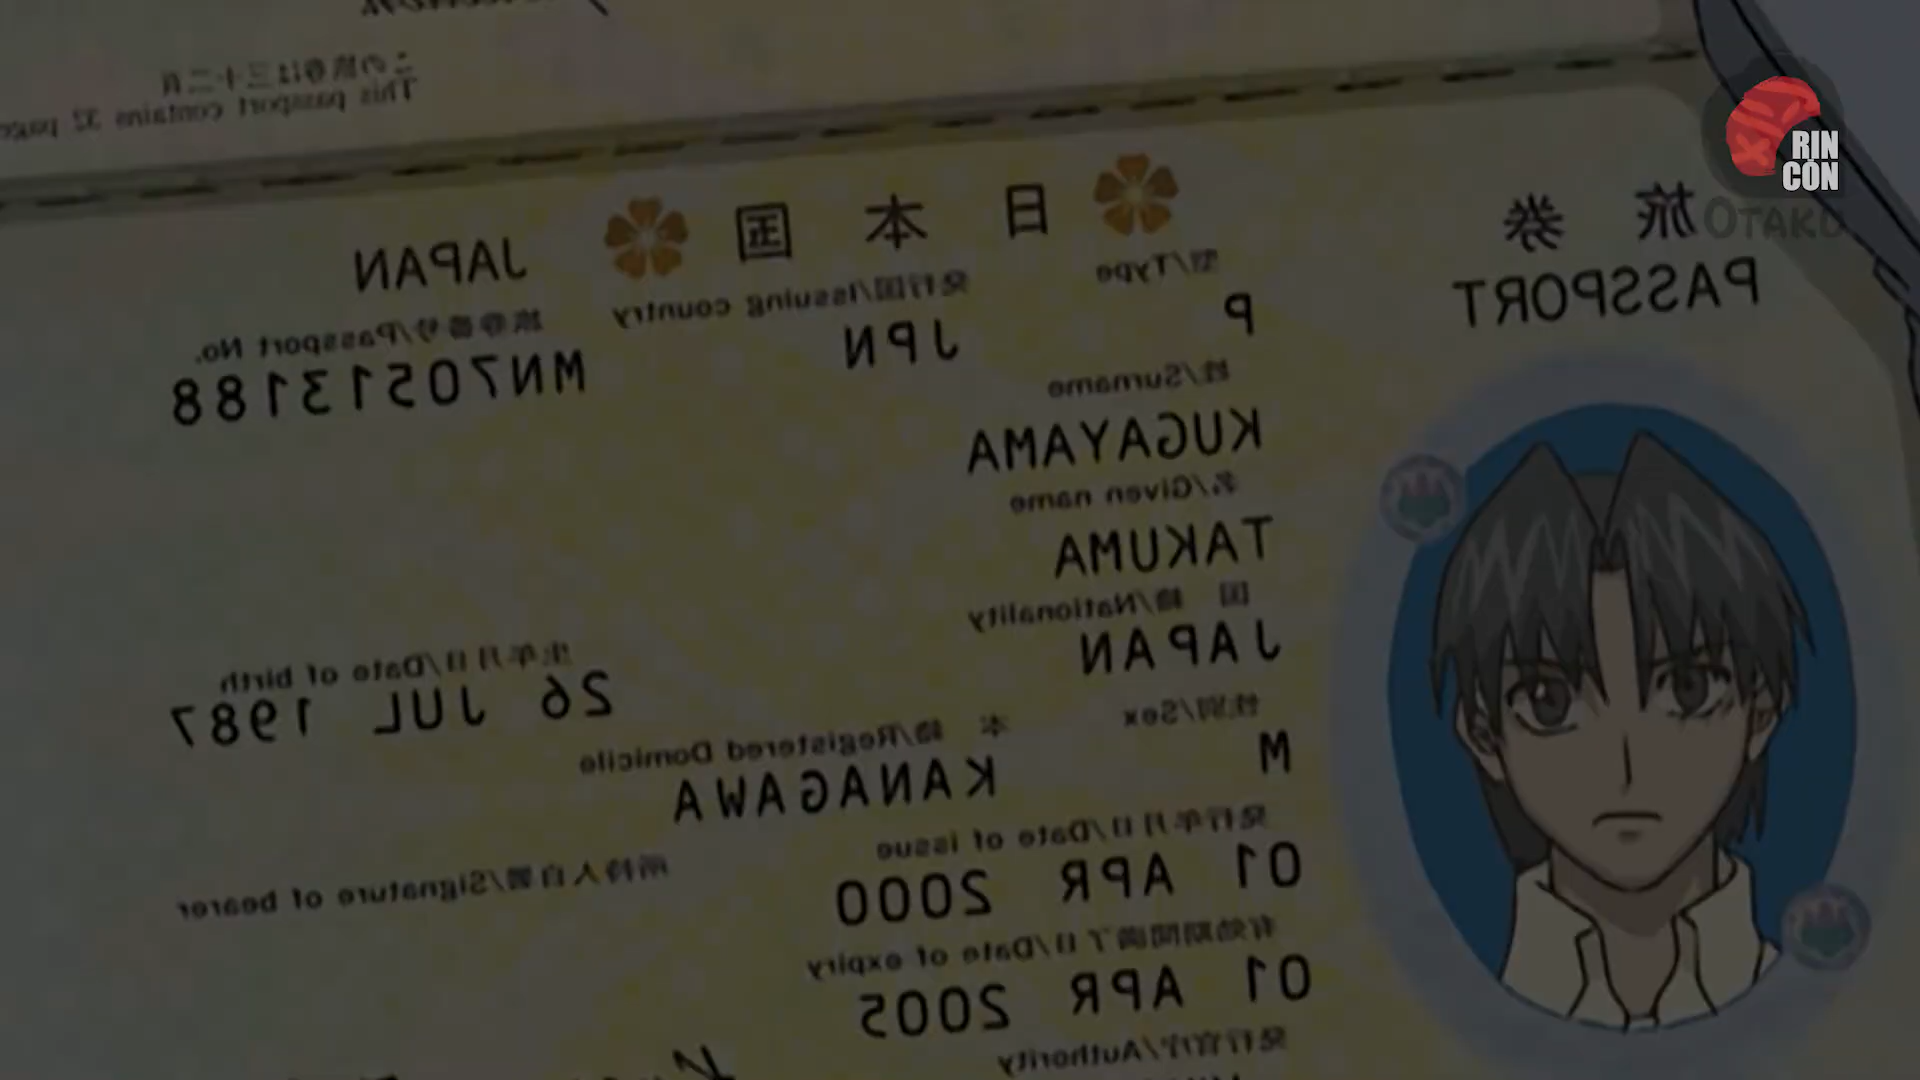 この旅券は三十二頁
This passport contains 32 page
RIN
CON
OTAKU
旅券
PASSPORT
日本国
JAPAN
型/Type
P
発行国/Issuing country
JPN
旅券番号/Passport No.
MN70513188
姓/Surname
KUGAYAMA
名/Given name
TAKUMA
国 籍/Nationality
JAPAN
生年月日/Date of birth
26 JUL 1987
性別/Sex
M
本 籍/Registered Domicile
KANAGAWA
発行年月日/Date of issue
01 APR 2000
所持人自署/Signature of bearer
有効期間満了日/Date of expiry
01 APR 2005
発行官庁/Authority